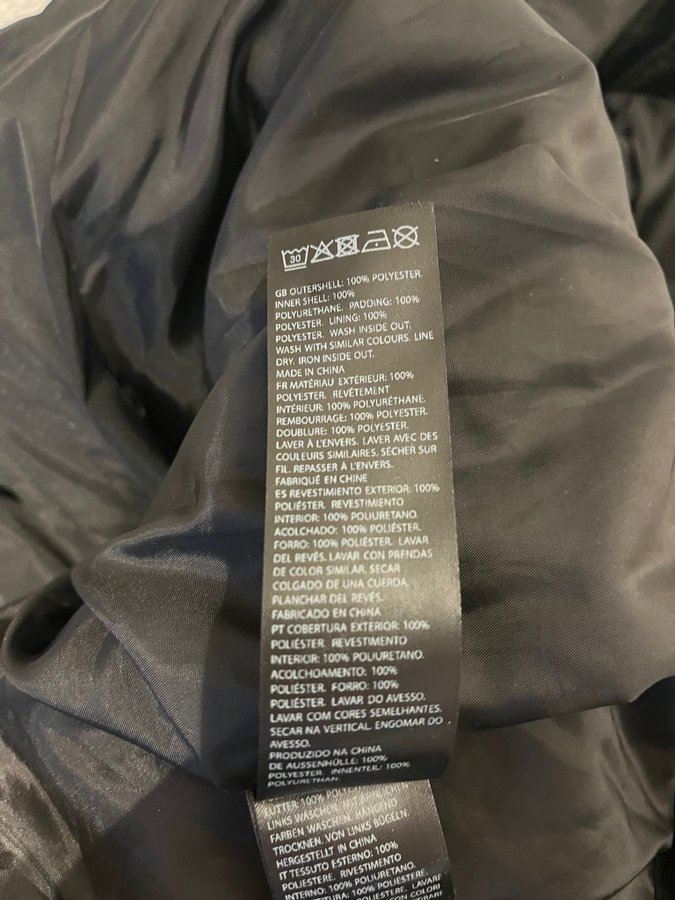 30
GB OUTERSHELL: 100% POLYESTER.
INNER SHELL: 100%
POLYURETHANE. PADDING: 100%
POLYESTER. LINING: 100%
POLYESTER. WASH INSIDE OUT,
WASH WITH SIMILAR COLOURS. LINE
DRY. IRON INSIDE OUT.
MADE IN CHINA
FR MATÉRIAU EXTÉRIEUR: 100%
POLYESTER. REVÊTEMENT
INTÉRIEUR: 100% POLYURÉTHANE.
REMBOURRAGE: 100% POLYESTER.
DOUBLURE: 100% POLYESTER.
LAVER À L'ENVERS. LAVER AVEC DES
COULEURS SIMILAIRES. SÉCHER SUR
FIL. REPASSER À L'ENVERS.
FABRIQUÉ EN CHINE
ES REVESTIMIENTO EXTERIOR: 100%
POLIÉSTER. REVESTIMIENTO
INTERIOR: 100% POLIURETANO.
ACOLCHADO: 100% POLIÉSTER.
FORRO: 100% POLIÉSTER. LAVAR
DEL REVÉS. LAVAR CON PRENDAS
DE COLOR SIMILAR. SECAR
COLGADO DE UNA CUERDA.
PLANCHAR DEL REVÉS.
FABRICADO EN CHINA
PT COBERTURA EXTERIOR: 100%
POLIÉSTER. REVESTIMENTO
INTERIOR: 100% POLIURETANO.
ACOLCHOAMENTO: 100%
POLIÉSTER. FORRO: 100%
POLIÉSTER. LAVAR DO AVESSO.
LAVAR COM CORES SEMELHANTES.
SECAR NA VERTICAL. ENGOMAR DO
AVESSO.
PRODUZIDO NA CHINA
DE AUSSENHÜLLE: 100%
POLYESTER. INNENTEIL: 100%
POLYURETHAN.
100%
LINKS WASCHEN.
FARBEN WASCHEN. HÄNGEND
TROCKNEN. VON LINKS BÜGELN
HERGESTELLT IN CHINA
IT TESSUTO ESTERNO: 100%
POLIESTERE. RIVESTIMENTO
INTERNO: 100% POLIURETANO.
100% POLIESTERE.